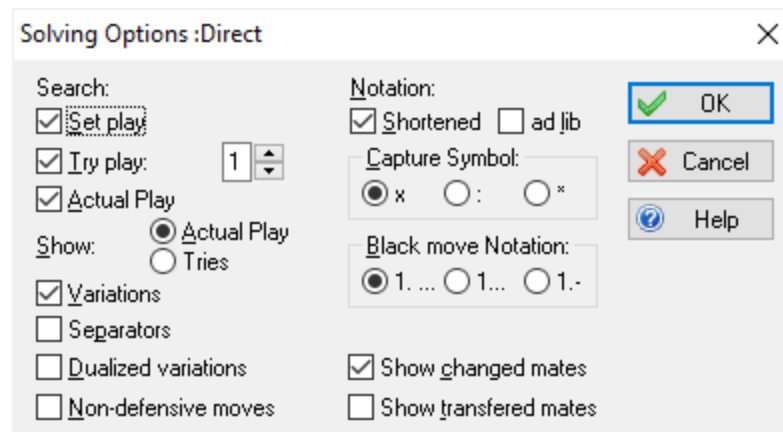 Solving Options :Direct
Search:
Set play
Try play: 1
Actual Play
Show:
Actual Play
Tries
Variations
Separators
Dualized variations
Non-defensive moves
Notation:
Shortened
ad lib
Capture Symbol:
x : *
Black move Notation:
1. ... 1... 1.-
Show changed mates
Show transfered mates
OK
Cancel
Help